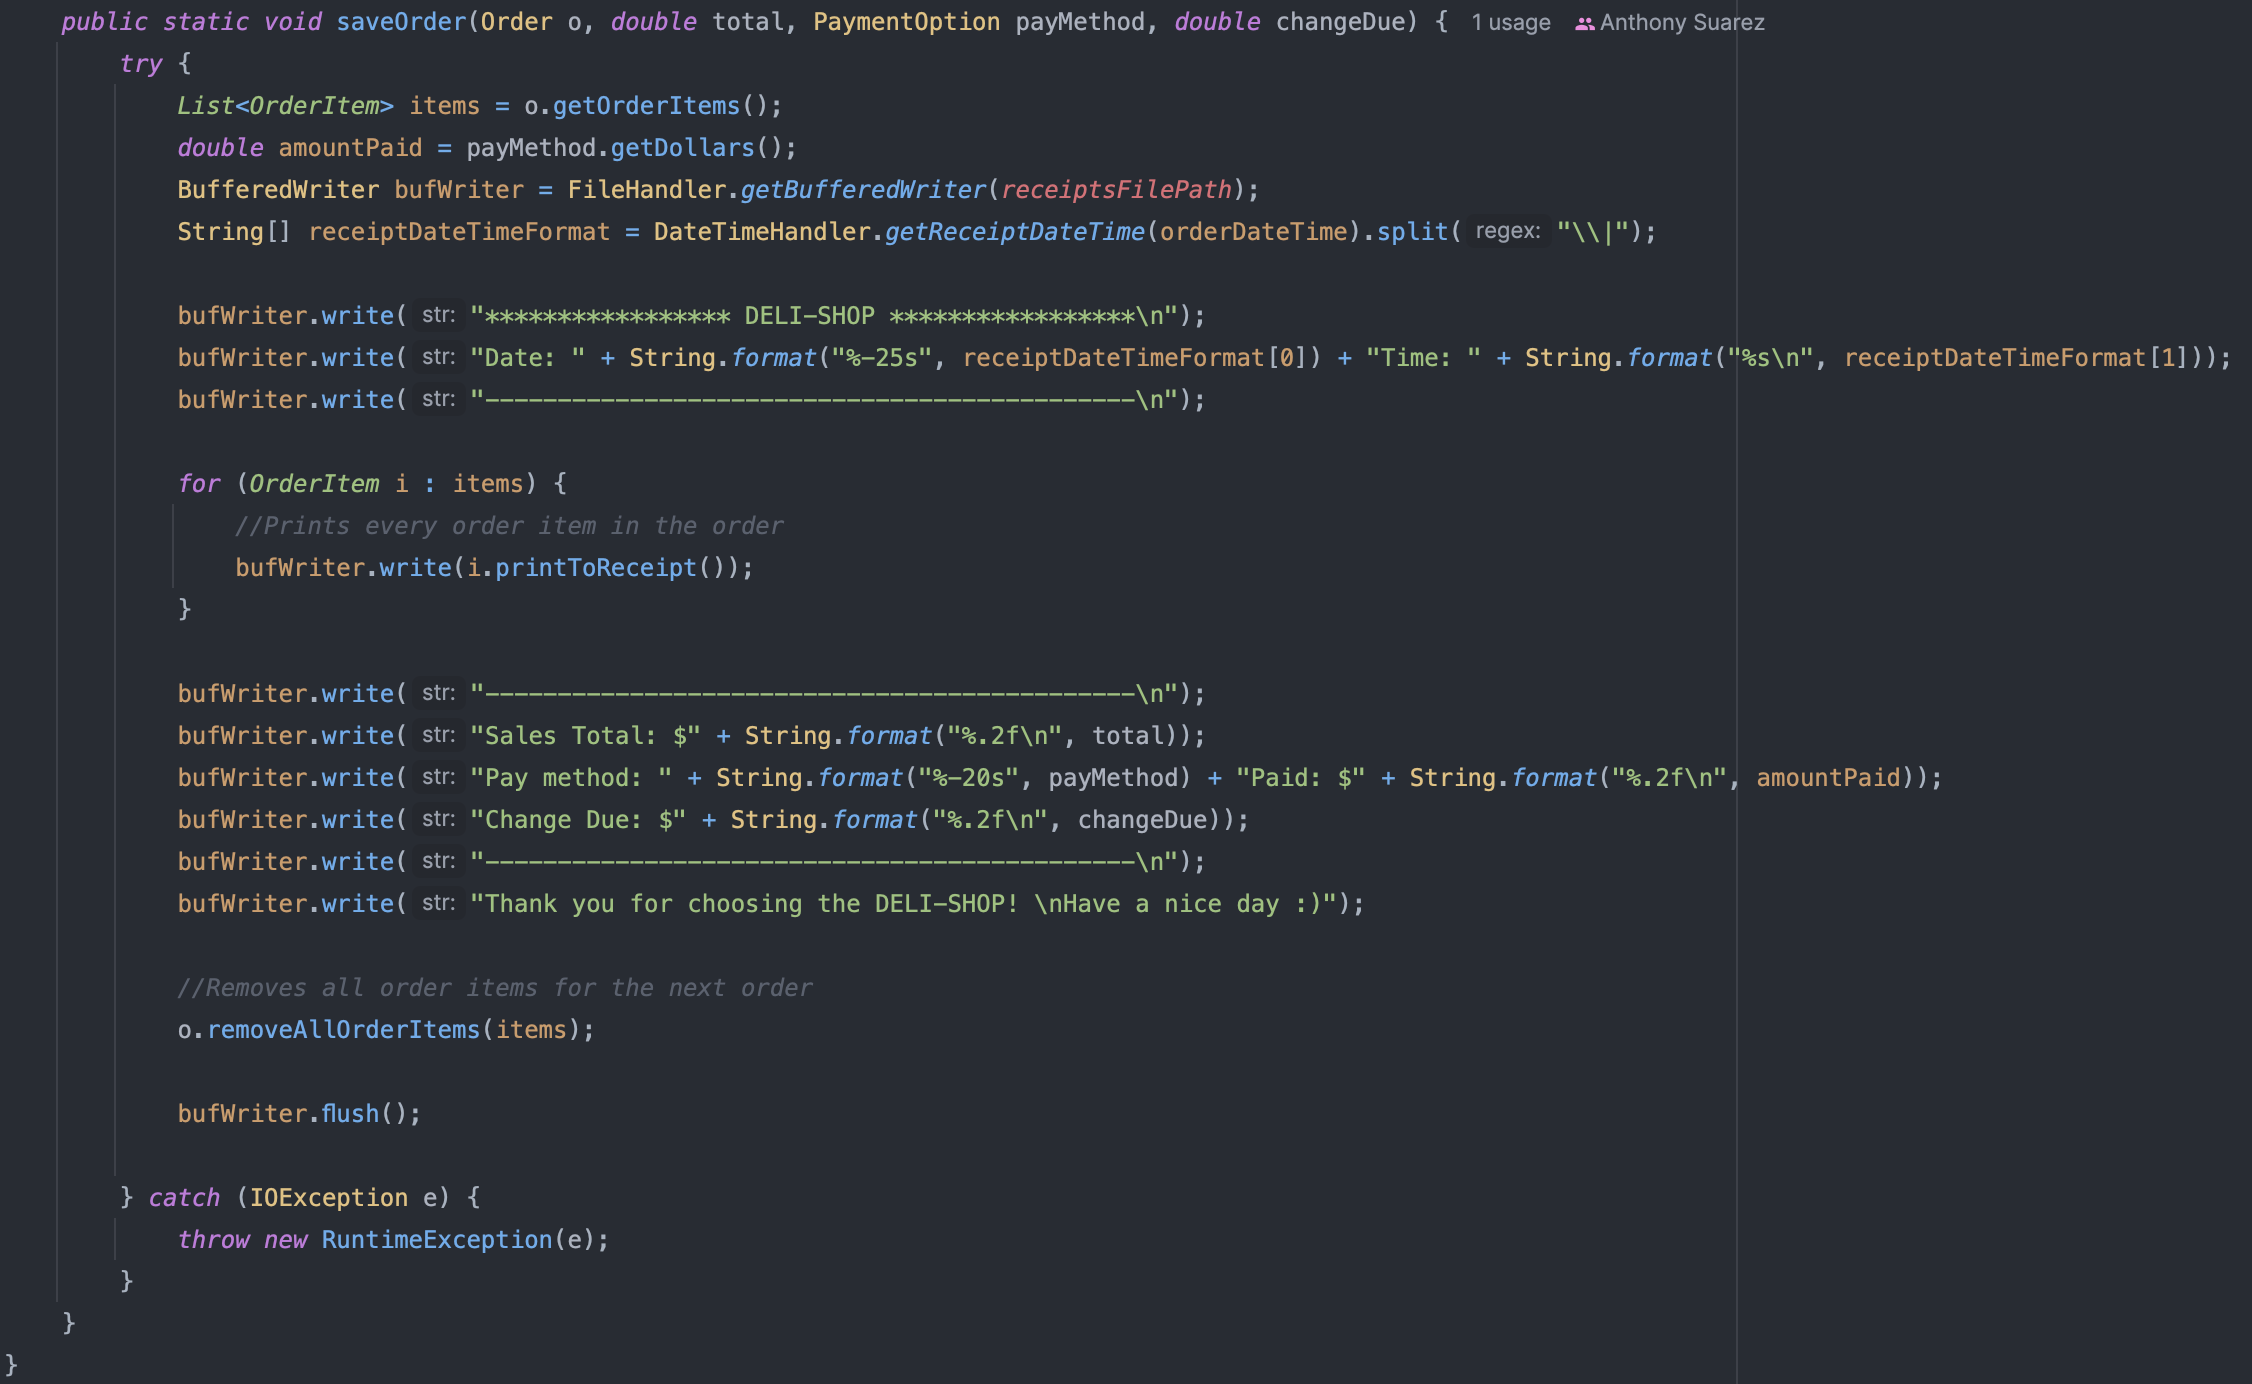 public static void saveOrder(Order o, double total, PaymentOption payMethod, double changeDue) { 1 usage Anthony Suarez
try {
List<OrderItem> items = o.getOrderItems();
double amountPaid = payMethod.getDollars();
BufferedWriter bufWriter = FileHandler.getBufferedWriter(receiptsFilePath);
String[] receiptDateTimeFormat = DateTimeHandler.getReceiptDateTime(orderDateTime).split( regex: "\\|");
bufWriter.write( str: "***************** DELI-SHOP *****************\n");
bufWriter.write( str: "Date: " + String.format("%-25s", receiptDateTimeFormat[0]) + "Time: " + String.format("%s\n", receiptDateTimeFormat[1]));
bufWriter.write( str: "---------------------------------------------\n");
for (OrderItem i : items) {
//Prints every order item in the order
bufWriter.write(i.printToReceipt());
}
bufWriter.write( str: "---------------------------------------------\n");
bufWriter.write( str: "Sales Total: $" + String.format("%.2f\n", total));
bufWriter.write( str: "Pay method: " + String.format("%-20s", payMethod) + "Paid: $" + String.format("%.2f\n", amountPaid));
bufWriter.write( str: "Change Due: $" + String.format("%.2f\n", changeDue));
bufWriter.write( str: "---------------------------------------------\n");
bufWriter.write( str: "Thank you for choosing the DELI-SHOP! \nHave a nice day :)");
//Removes all order items for the next order
o.removeAllOrderItems(items);
bufWriter.flush();
} catch (IOException e) {
throw new RuntimeException(e);
}
}
}